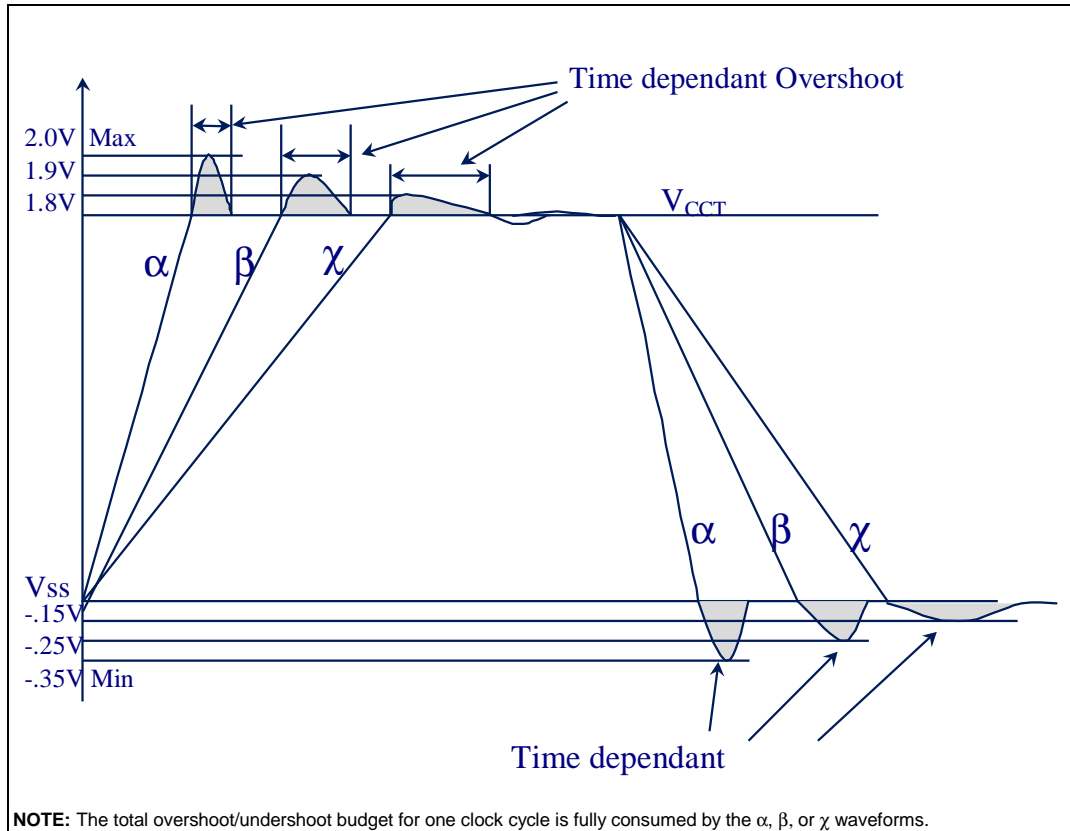 Time dependant Overshoot
2.0V Max
1.9V
1.8V
VCCT
α β χ
α β χ
VSS
-.15V
-.25V
-.35V Min
Time dependant
NOTE: The total overshoot/undershoot budget for one clock cycle is fully consumed by the α, β, or χ waveforms.